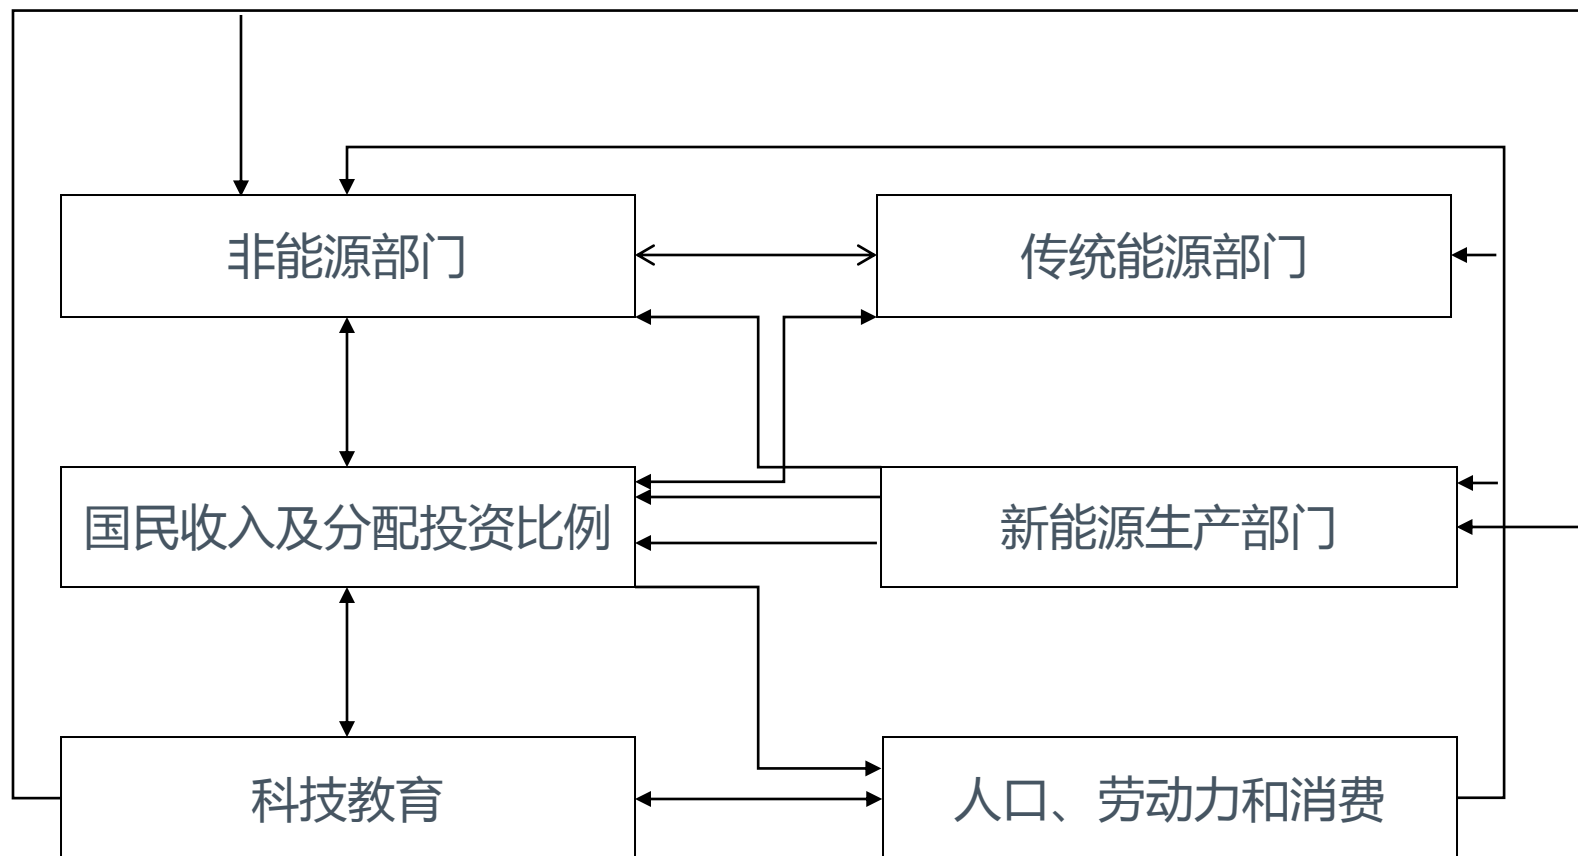 非能源部门
传统能源部门
国民收入及分配投资比例
新能源生产部门
科技教育
人口、劳动力和消费